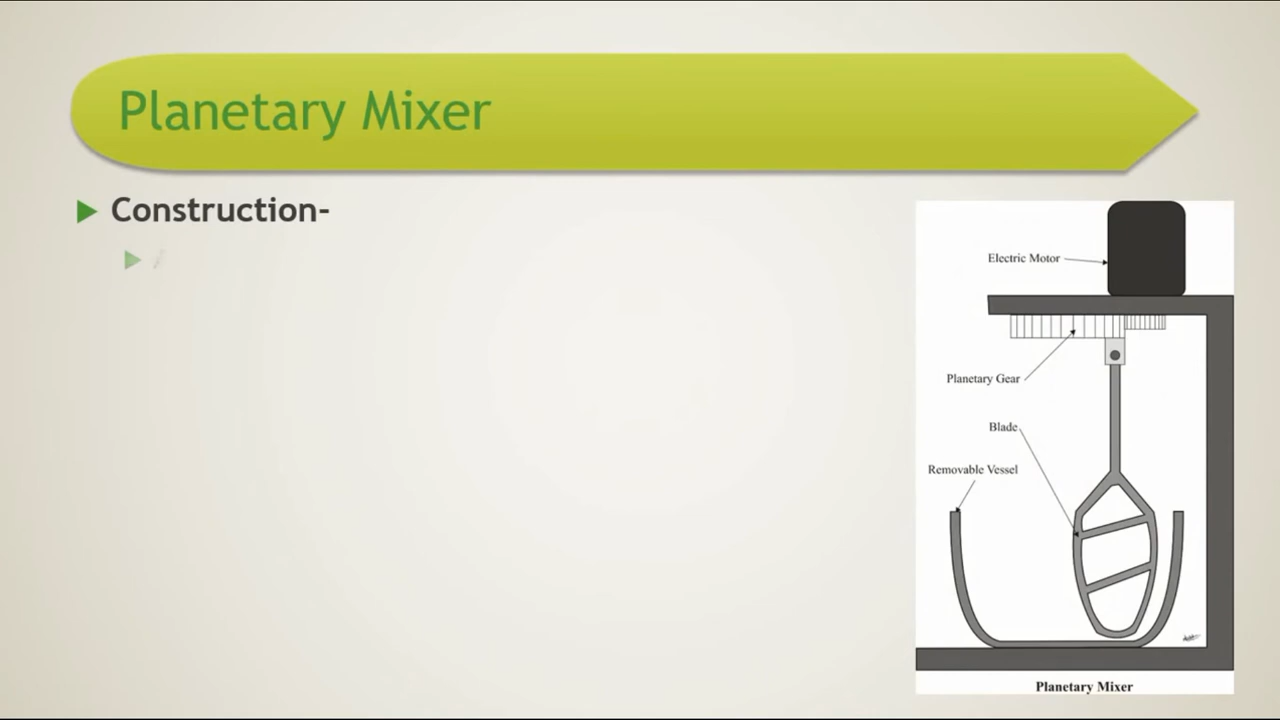 Planetary Mixer
Construction-
Electric Motor
Planetary Gear
Blade
Removable Vessel
Planetary Mixer